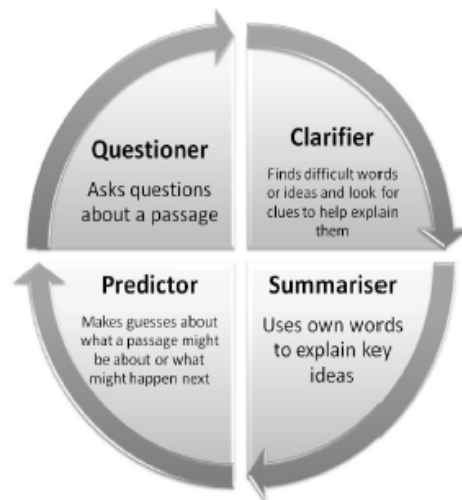 Questioner
Asks questions
about a passage
Clarifier
Finds difficult words
or ideas and look for
clues to help explain
them
Predictor
Makes guesses about
what a passage might
be about or what
might happen next
Summariser
Uses own words
to explain key
ideas